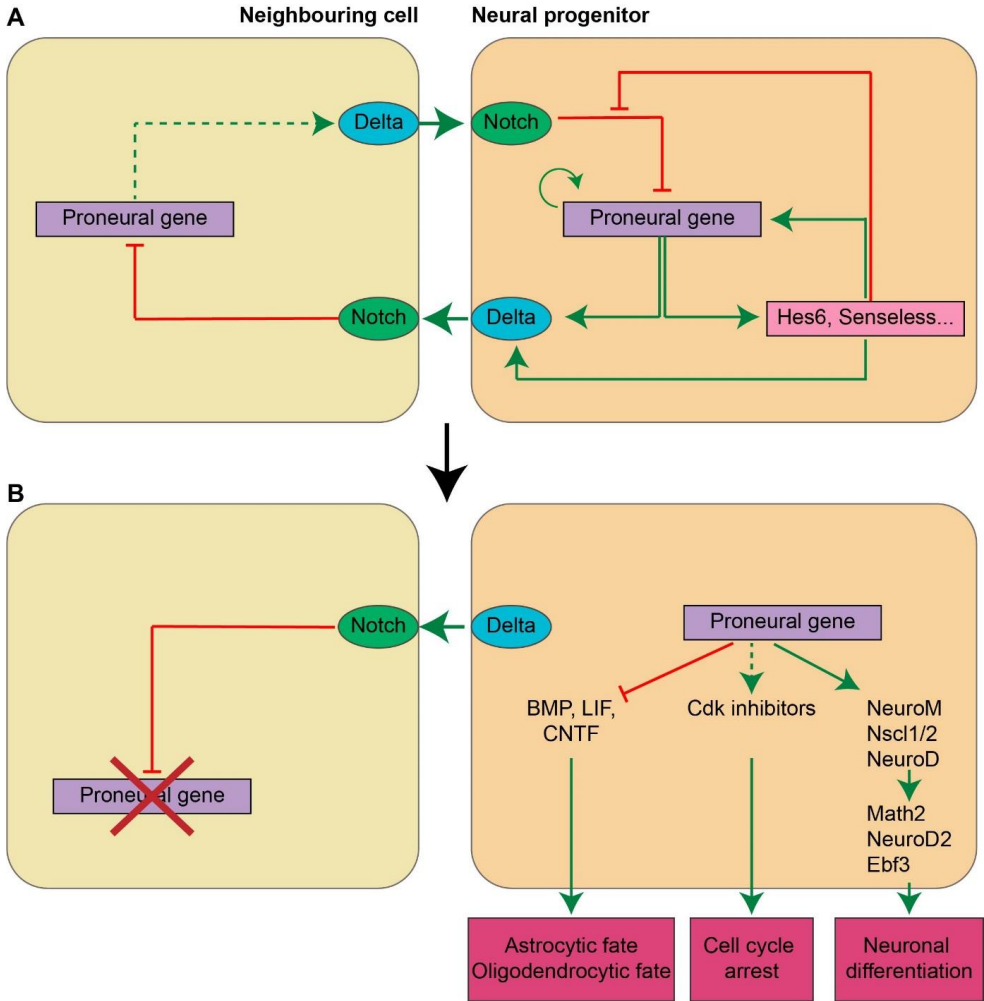 A
Neighbouring cell
Neural progenitor
Delta
Notch
Proneural gene
Proneural gene
Notch
Delta
Hes6, Senseless...
B
Notch
Delta
Proneural gene
Proneural gene
BMP, LIF,
CNTF
Cdk inhibitors
NeuroM
Nscl1/2
NeuroD
Math2
NeuroD2
Ebf3
Astrocytic fate
Oligodendrocytic fate
Cell cycle
arrest
Neuronal
differentiation